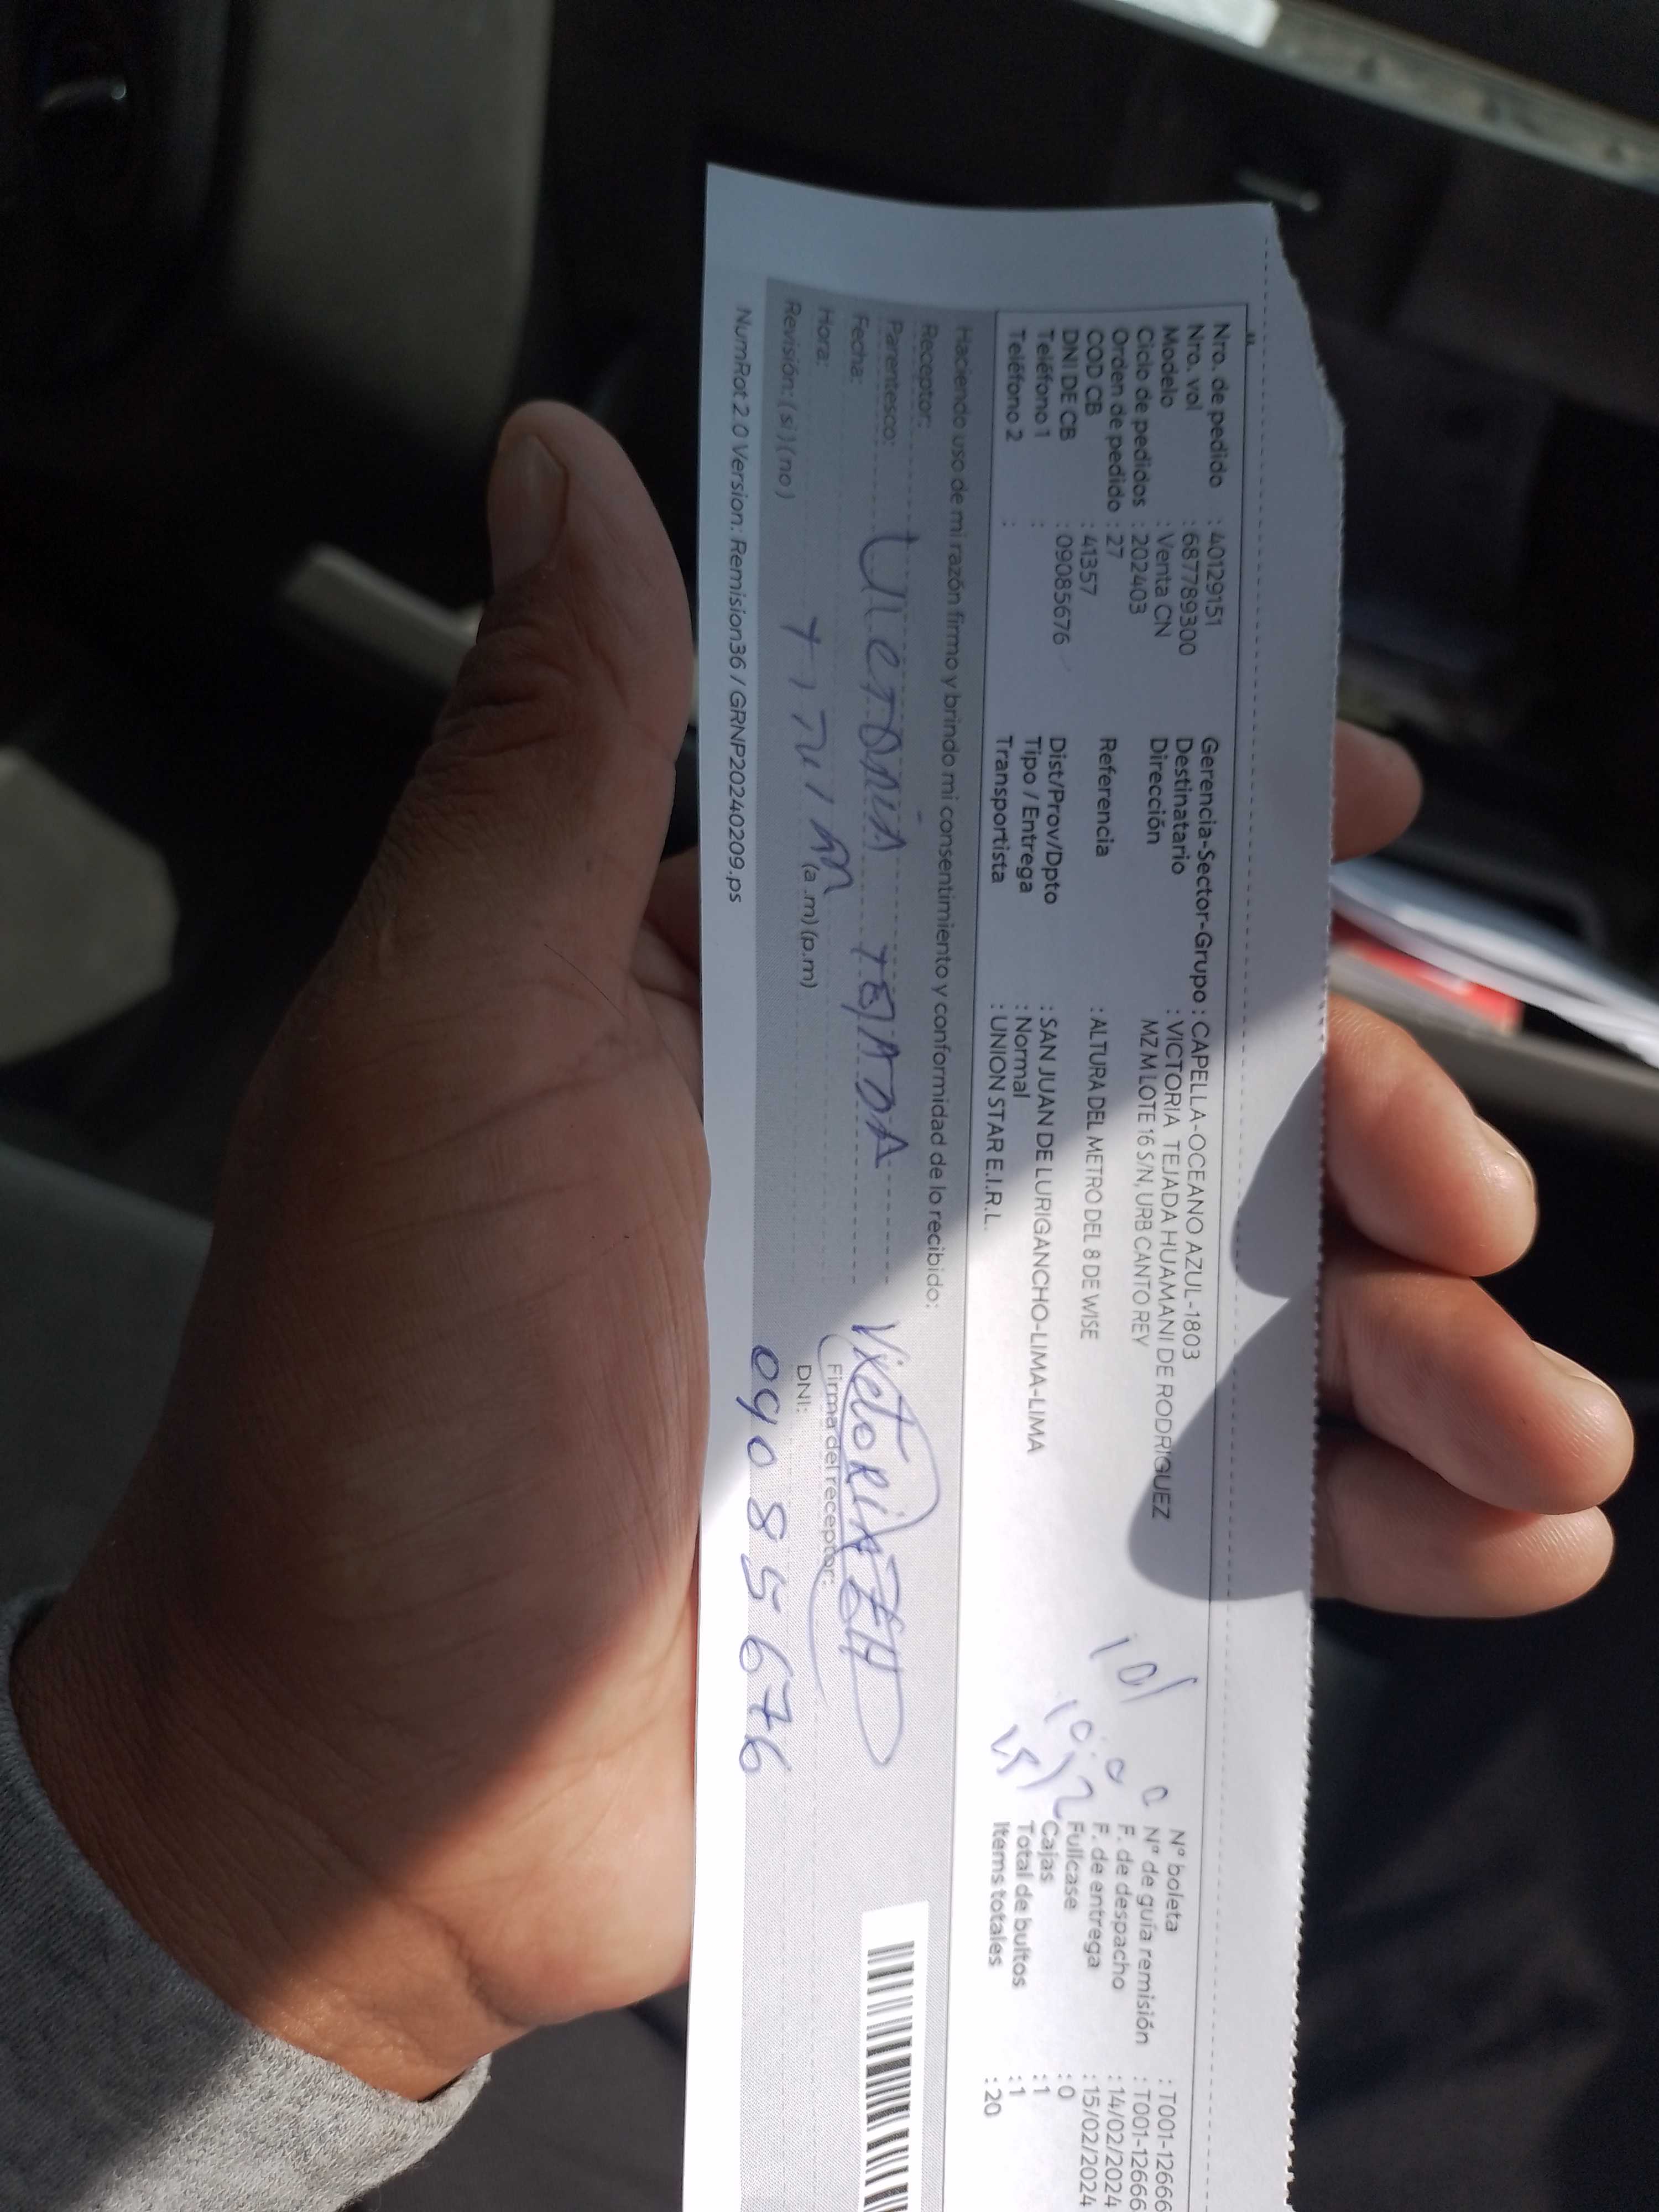 Nro. de pedido : 40129151
Nro. vol : 687789300
Modelo : Venta CN
Ciclo de pedidos : 202403
Orden de pedido : 27
COD CB : 41357
DNI DE CB : 09085676
Teléfono 1 :
Teléfono 2 :
Gerencia-Sector-Grupo : CAPELLA-OCEANO AZUL-1803
Destinatario : VICTORIA TEJADA HUAMANI DE RODRIGUEZ
Dirección MZ M LOTE 16 S/N, URB CANTO REY
Referencia : ALTURA DEL METRO DEL 8 DE WISE
Dist/Prov/Dpto : SAN JUAN DE LURIGANCHO-LIMA-LIMA
Tipo / Entrega : Normal
Transportista : UNION STAR E.I.R.L.
N° boleta : T001-12666
N° de guía remisión : T001-12666
F. de despacho : 14/02/2024
F. de entrega : 15/02/2024
Fullcase : 0
Cajas : 1
Total de bultos : 1
Items totales : 20
Haciendo uso de mi razón firmo y brindo mi consentimiento y conformidad de lo recibido:
Receptor:
Parentesco:
Fecha:
Hora: (a.m) (p.m)
Revisión: (si) (no)
Firma del receptor:
DNI:
09085676
NumRot 2.0 Version: Remision36 / GRNP20240209.ps